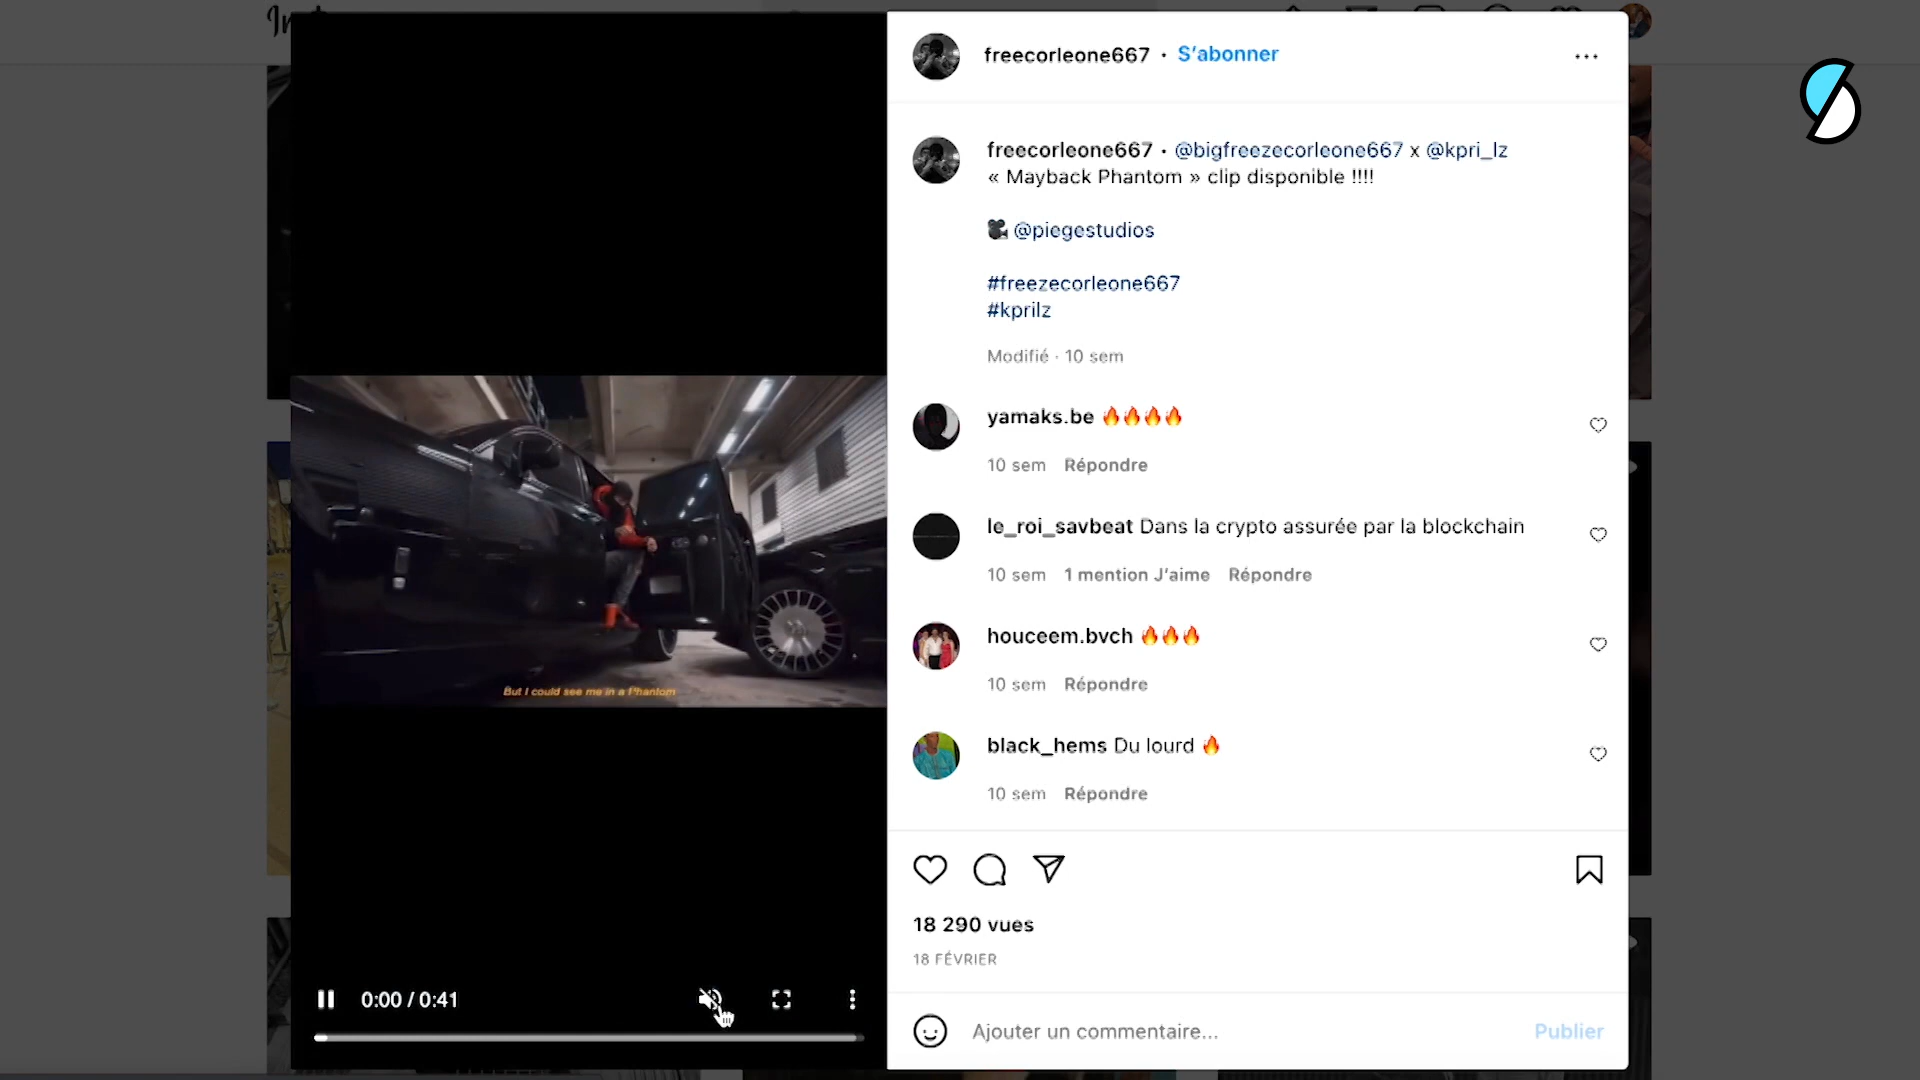 freecorleone667 • S'abonner
freecorleone667 • @bigfreezecorleone667 x @kpri_lz
« Mayback Phantom » clip disponible !!!!
@piegestudios
#freezecorleone667
#kprilz
Modifié · 10 sem
yamaks.be 🔥🔥🔥🔥
10 sem Répondre
le_roi_savbeat Dans la crypto assurée par la blockchain
10 sem 1 mention J'aime Répondre
houceem.bvch 🔥🔥🔥
10 sem Répondre
black_hems Du lourd 🔥
10 sem Répondre
18 290 vues
18 FÉVRIER
Ajouter un commentaire... Publier
But I could see me in a Phantom
0:00 / 0:41